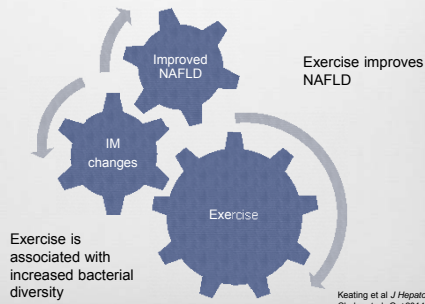 Improved
NAFLD
Exercise improves
NAFLD
IM
changes
Exercise
Exercise is
associated with
increased bacterial
diversity
Keating et al J Hepato